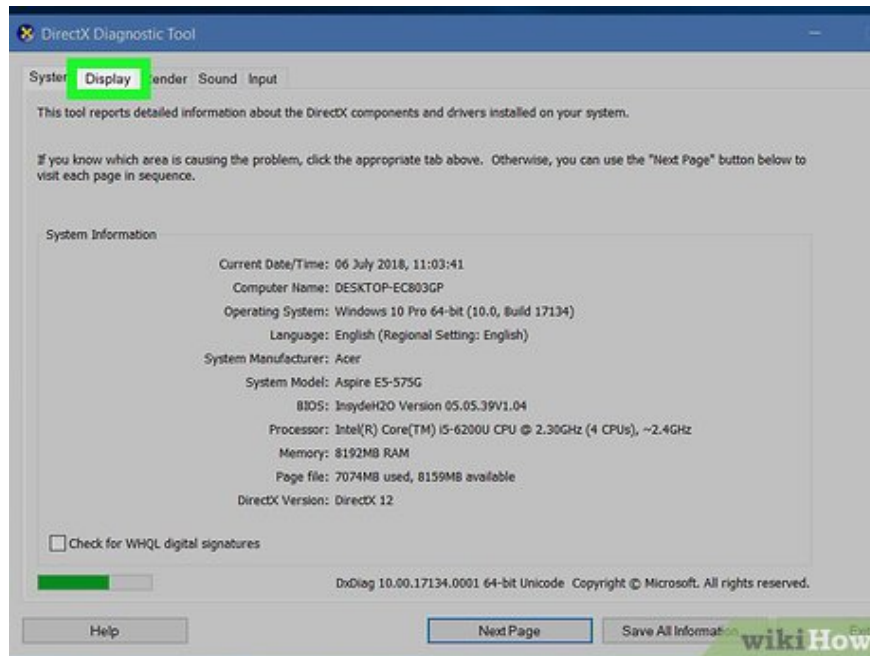 DirectX Diagnostic Tool
System Display Render Sound Input
This tool reports detailed information about the DirectX components and drivers installed on your system.
If you know which area is causing the problem, click the appropriate tab above. Otherwise, you can use the "Next Page" button below to
visit each page in sequence.
System Information
Current Date/Time: 06 July 2018, 11:03:41
Computer Name: DESKTOP-EC803GP
Operating System: Windows 10 Pro 64-bit (10.0, Build 17134)
Language: English (Regional Setting: English)
System Manufacturer: Acer
System Model: Aspire E5-575G
BIOS: InsydeH2O Version 05.05.39V1.04
Processor: Intel(R) Core(TM) i5-6200U CPU @ 2.30GHz (4 CPUs), ~2.4GHz
Memory: 8192MB RAM
Page file: 7074MB used, 8159MB available
DirectX Version: DirectX 12
Check for WHQL digital signatures
DxDiag 10.00.17134.0001 64-bit Unicode Copyright © Microsoft. All rights reserved.
Help Next Page Save All Information
wikiHow